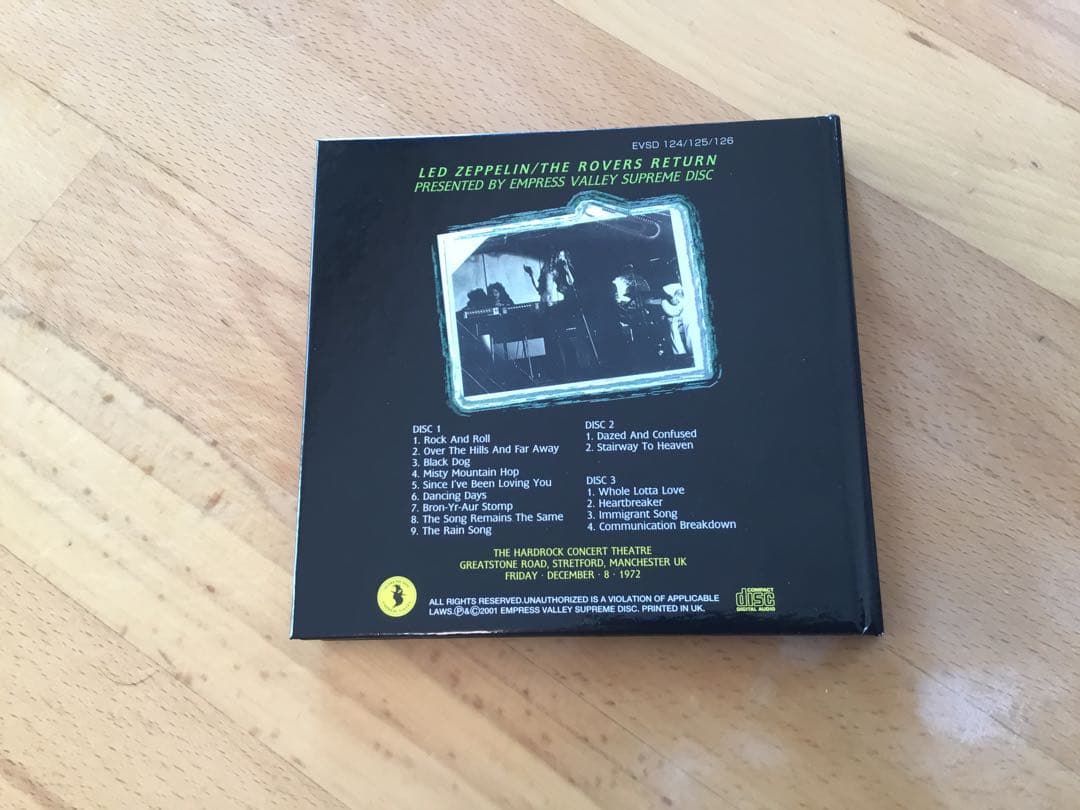 EVSD 124/125/126
LED ZEPPELIN/THE ROVERS RETURN
PRESENTED BY EMPRESS VALLEY SUPREME DISC
DISC 1
1. Rock And Roll
2. Over The Hills And Far Away
3. Black Dog
4. Misty Mountain Hop
5. Since I've Been Loving You
6. Dancing Days
7. Bron-Yr-Aur Stomp
8. The Song Remains The Same
9. The Rain Song
DISC 2
1. Dazed And Confused
2. Stairway To Heaven
DISC 3
1. Whole Lotta Love
2. Heartbreaker
3. Immigrant Song
4. Communication Breakdown
THE HARDROCK CONCERT THEATRE
GREATSTONE ROAD, STRETFORD, MANCHESTER UK
FRIDAY · DECEMBER · 8 · 1972
ALL RIGHTS RESERVED.UNAUTHORIZED IS A VIOLATION OF APPLICABLE
LAWS.Ⓟ&©2001 EMPRESS VALLEY SUPREME DISC. PRINTED IN UK.
COMPACT
disc
DIGITAL AUDIO